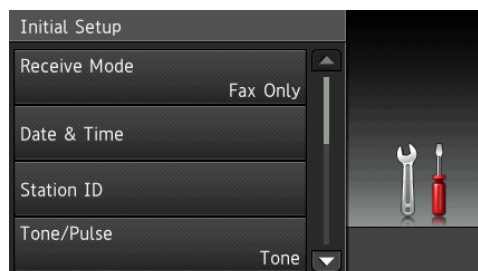 Initial Setup
Receive Mode
Fax Only
Date & Time
Station ID
Tone/Pulse
Tone